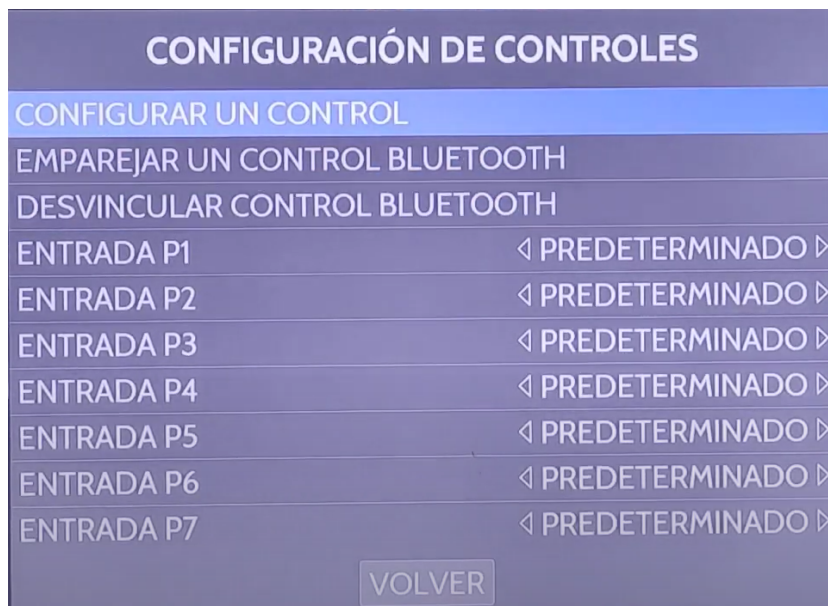 CONFIGURACIÓN DE CONTROLES
CONFIGURAR UN CONTROL
EMPAREJAR UN CONTROL BLUETOOTH
DESVINCULAR CONTROL BLUETOOTH
ENTRADA P1 PREDETERMINADO
ENTRADA P2 PREDETERMINADO
ENTRADA P3 PREDETERMINADO
ENTRADA P4 PREDETERMINADO
ENTRADA P5 PREDETERMINADO
ENTRADA P6 PREDETERMINADO
ENTRADA P7 PREDETERMINADO
VOLVER